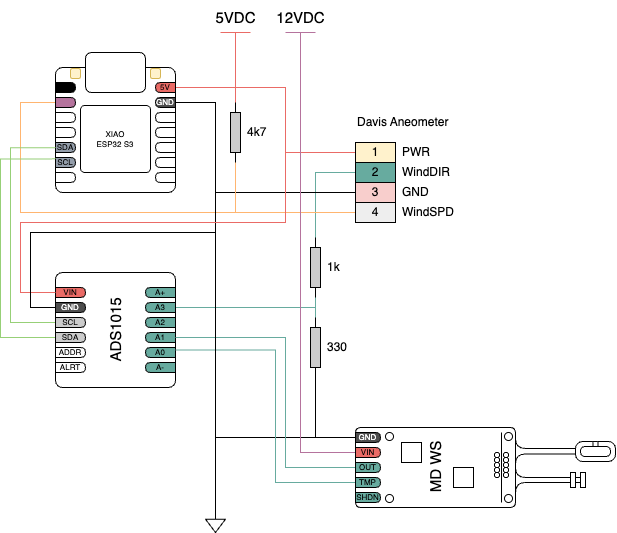 5VDC 12VDC
5V
GND
XIAO
ESP32 S3
SDA
SCL
4k7
Davis Aneometer
1 PWR
2 WindDIR
3 GND
4 WindSPD
1k
330
VIN
GND
SCL
SDA
ADDR
ALRT
ADS1015
A+
A3
A2
A1
A0
A-
GND
VIN
OUT
TMP
SHDN
MD WS